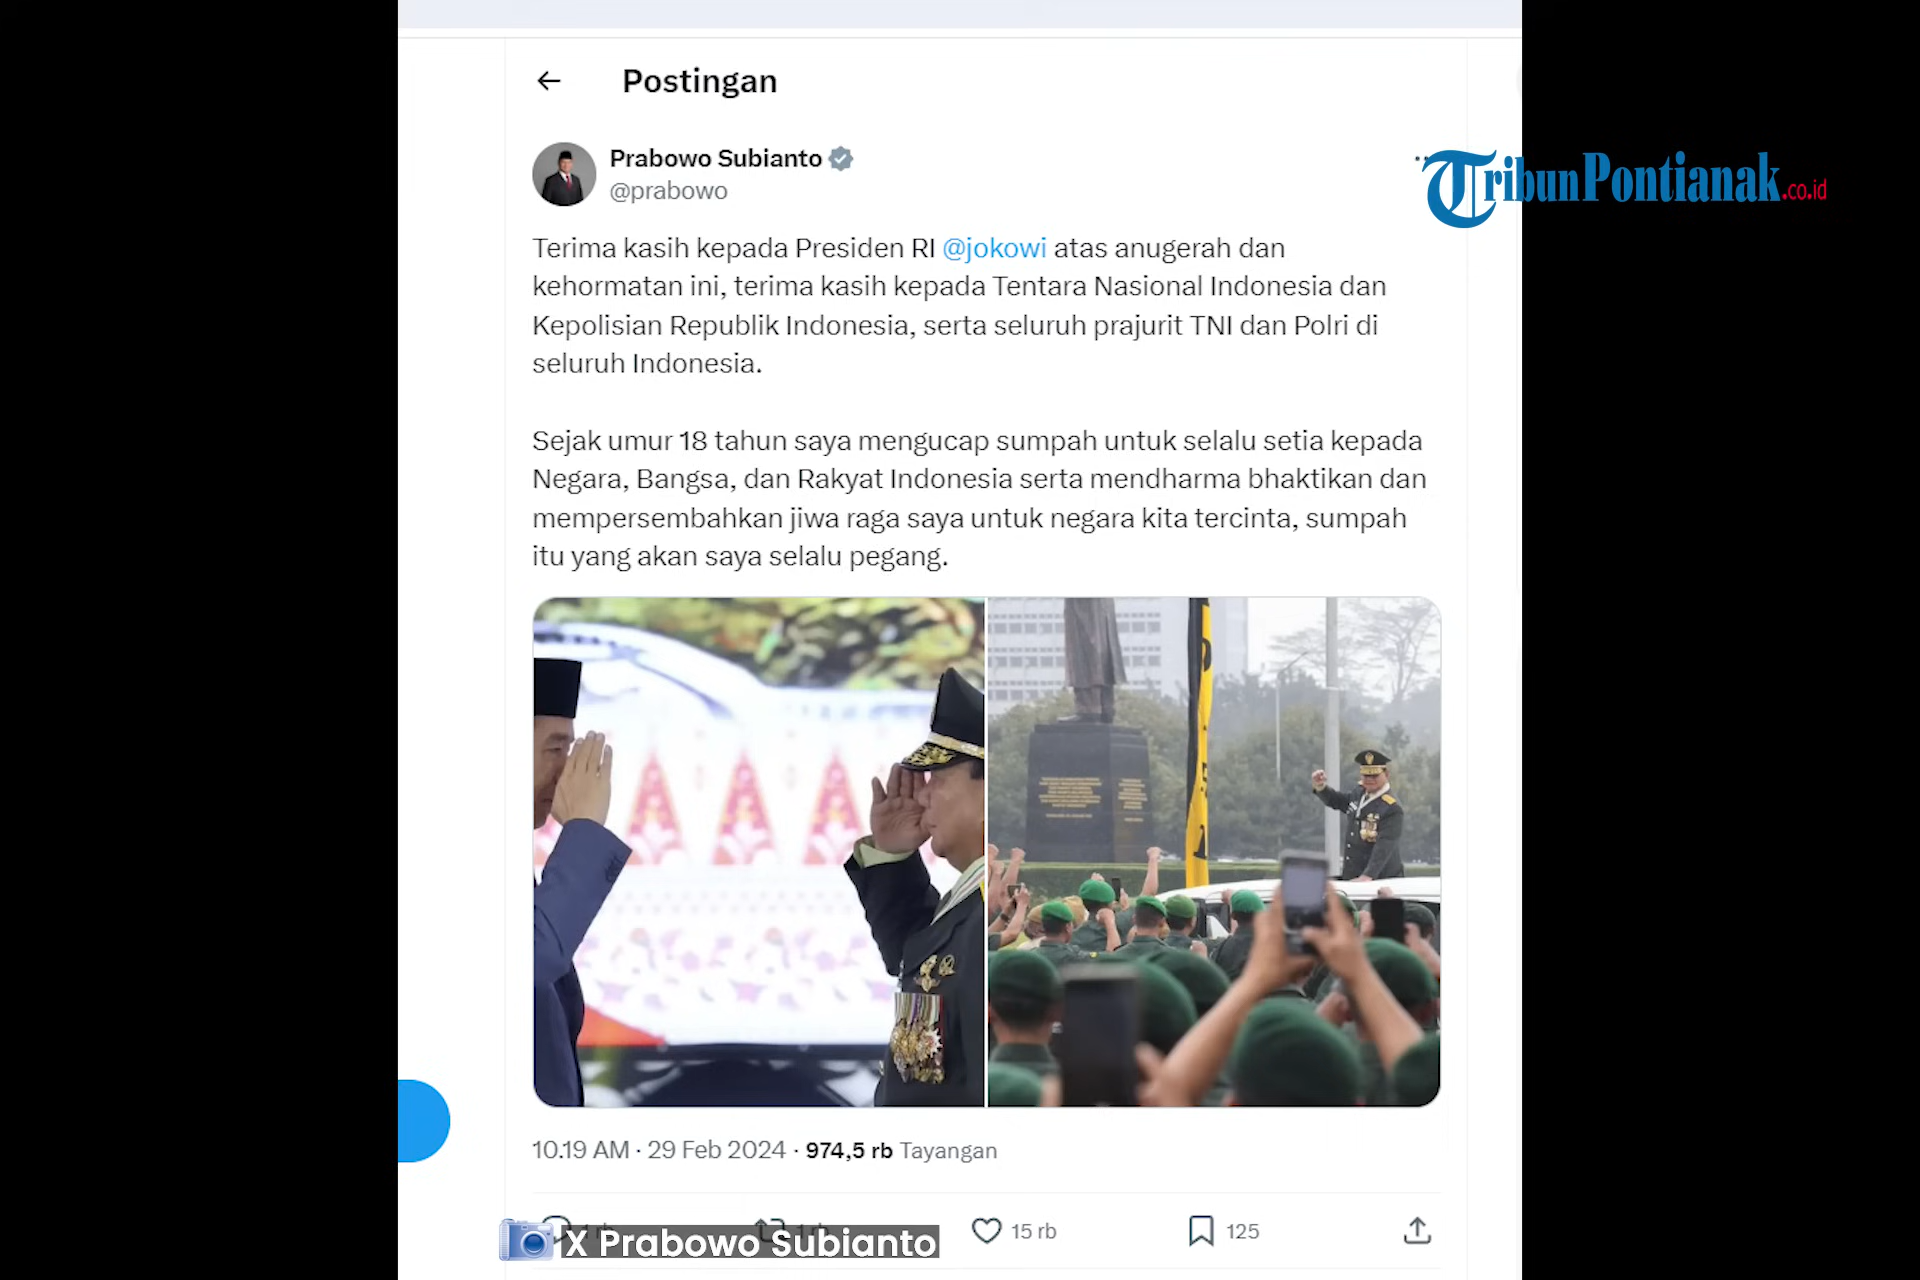 Postingan
Prabowo Subianto
@prabowo
TribunPontianak.co.id
Terima kasih kepada Presiden RI @jokowi atas anugerah dan
kehormatan ini, terima kasih kepada Tentara Nasional Indonesia dan
Kepolisian Republik Indonesia, serta seluruh prajurit TNI dan Polri di
seluruh Indonesia.
Sejak umur 18 tahun saya mengucap sumpah untuk selalu setia kepada
Negara, Bangsa, dan Rakyat Indonesia serta mendharma bhaktikan dan
mempersembahkan jiwa raga saya untuk negara kita tercinta, sumpah
itu yang akan saya selalu pegang.
10.19 AM · 29 Feb 2024 · 974,5 rb Tayangan
1 rb 1 rb 15 rb 125
X Prabowo Subianto